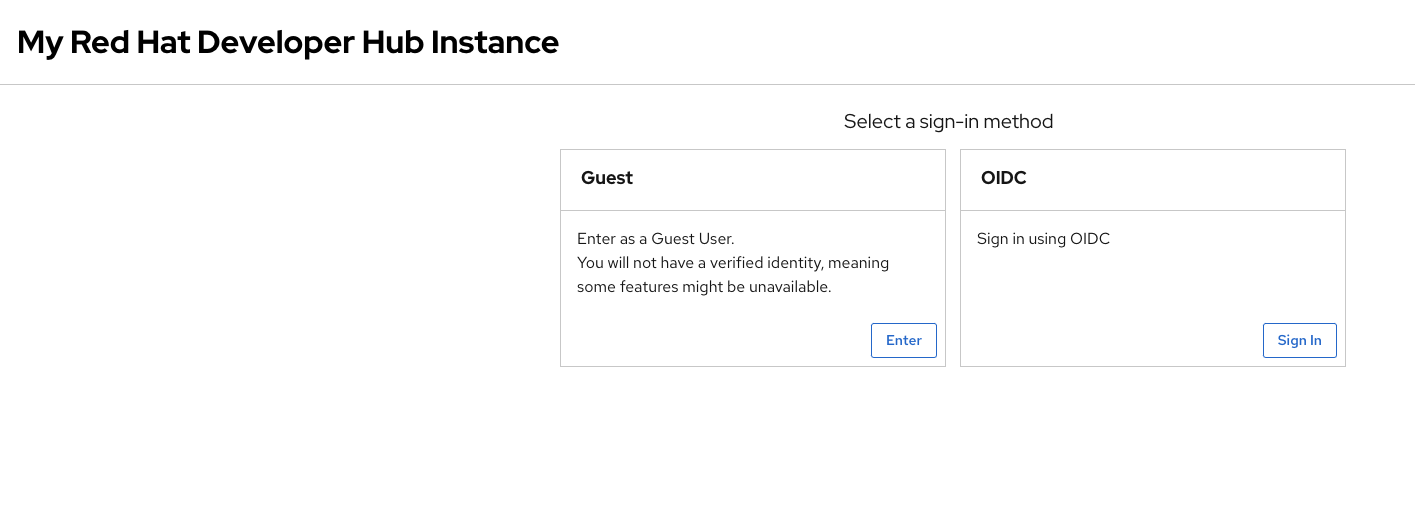 My Red Hat Developer Hub Instance
Select a sign-in method
Guest
Enter as a Guest User.
You will not have a verified identity, meaning
some features might be unavailable.
Enter
OIDC
Sign in using OIDC
Sign In